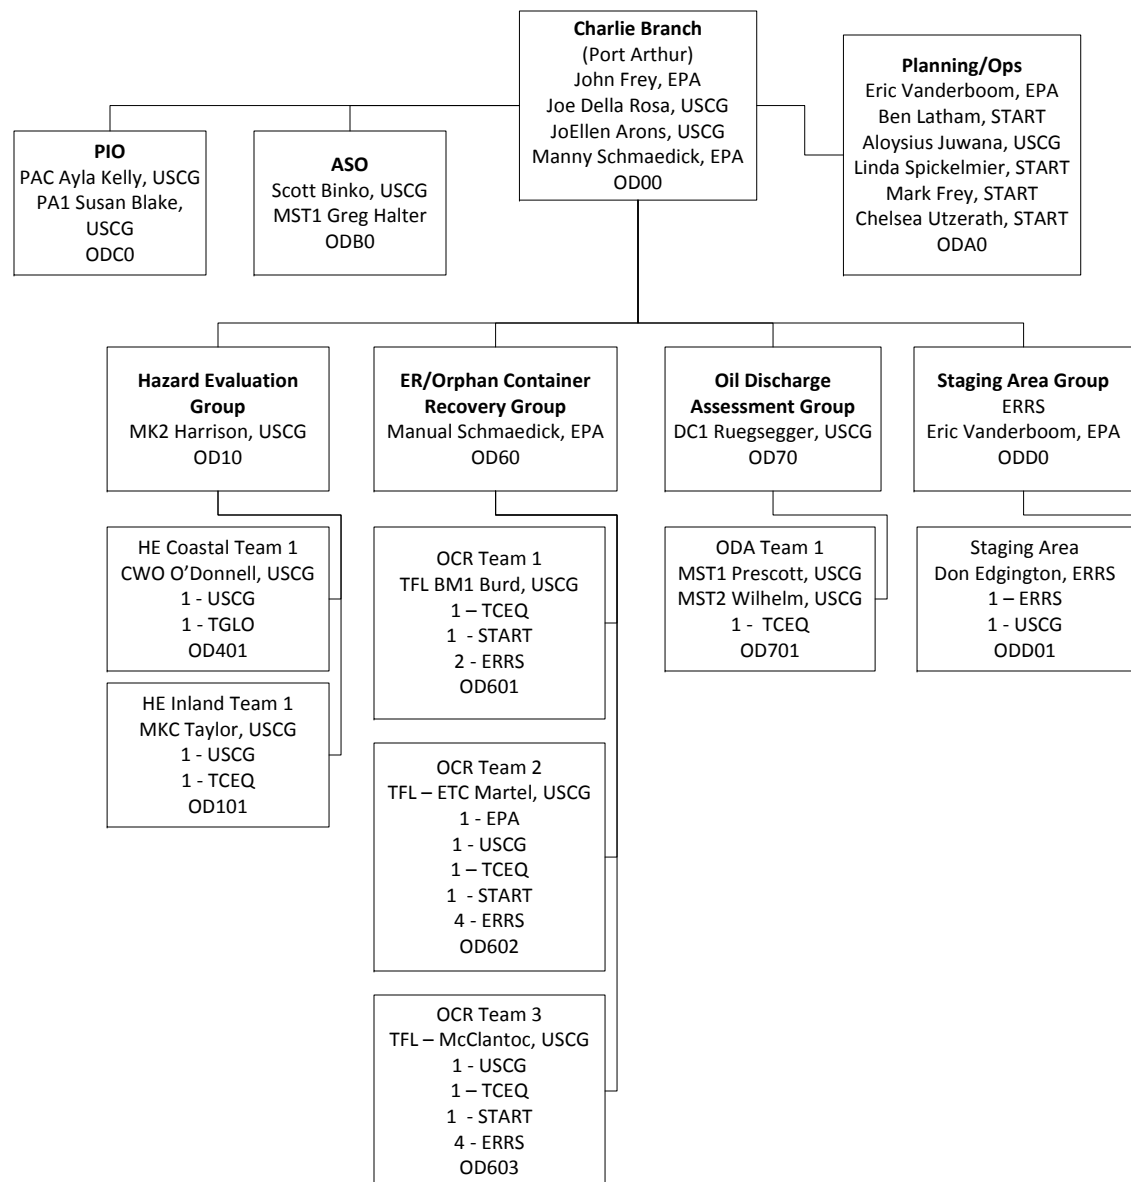 Charlie Branch
(Port Arthur)
John Frey, EPA
Joe Della Rosa, USCG
JoEllen Arons, USCG
Manny Schmaedick, EPA
OD00
Planning/Ops
Eric Vanderboom, EPA
Ben Latham, START
Aloysius Juwana, USCG
Linda Spickelmier, START
Mark Frey, START
Chelsea Utzerath, START
ODA0
PIO
PAC Ayla Kelly, USCG
PA1 Susan Blake,
USCG
ODC0
ASO
Scott Binko, USCG
MST1 Greg Halter
ODB0
Hazard Evaluation
Group
MK2 Harrison, USCG
OD10
ER/Orphan Container
Recovery Group
Manual Schmaedick, EPA
OD60
Oil Discharge
Assessment Group
DC1 Ruegsegger, USCG
OD70
Staging Area Group
ERRS
Eric Vanderboom, EPA
ODD0
HE Coastal Team 1
CWO O’Donnell, USCG
1 - USCG
1 - TGLO
OD401
HE Inland Team 1
MKC Taylor, USCG
1 - USCG
1 - TCEQ
OD101
OCR Team 1
TFL BM1 Burd, USCG
1 – TCEQ
1 - START
2 - ERRS
OD601
OCR Team 2
TFL – ETC Martel, USCG
1 - EPA
1 - USCG
1 – TCEQ
1 - START
4 - ERRS
OD602
OCR Team 3
TFL – McClantoc, USCG
1 - USCG
1 – TCEQ
1 - START
4 - ERRS
OD603
ODA Team 1
MST1 Prescott, USCG
MST2 Wilhelm, USCG
1 - TCEQ
OD701
Staging Area
Don Edgington, ERRS
1 – ERRS
1 - USCG
ODD01